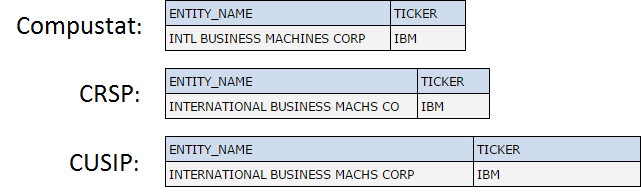 Compustat:
ENTITY_NAME TICKER
INTL BUSINESS MACHINES CORP IBM
CRSP:
ENTITY_NAME TICKER
INTERNATIONAL BUSINESS MACHS CO IBM
CUSIP:
ENTITY_NAME TICKER
INTERNATIONAL BUSINESS MACHS CORP IBM